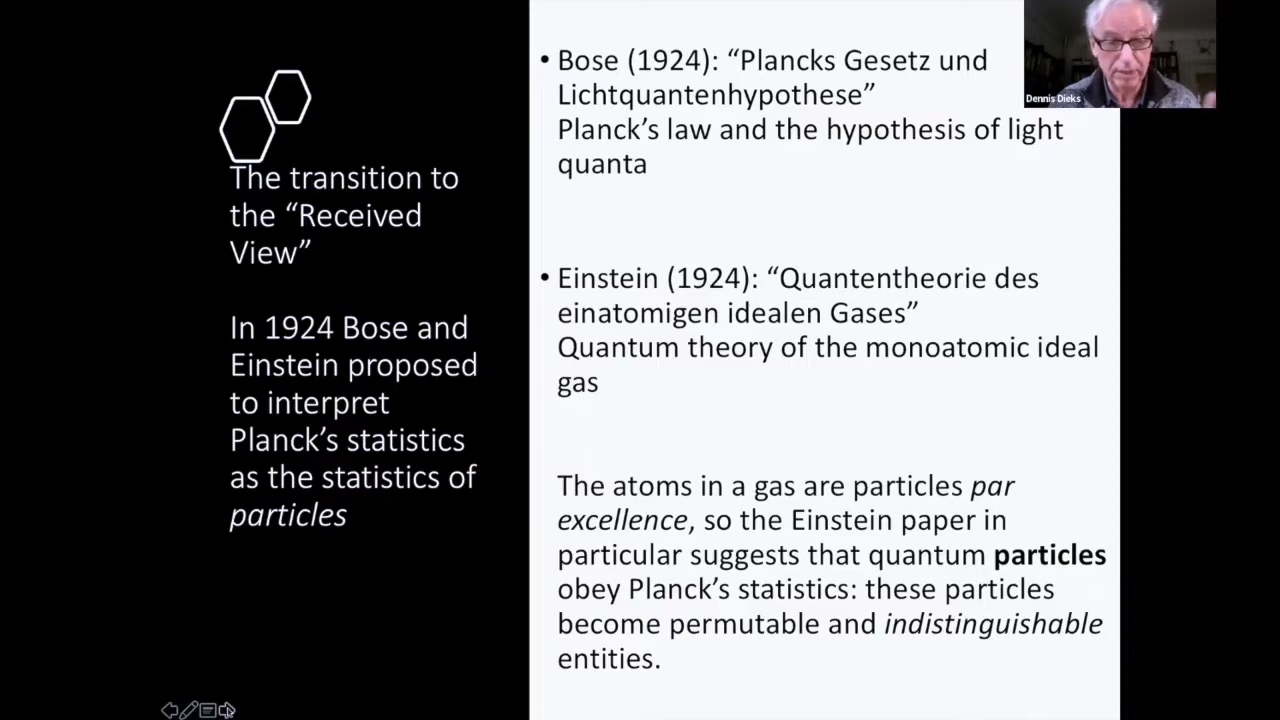 The transition to
the “Received
View”
In 1924 Bose and
Einstein proposed
to interpret
Planck’s statistics
as the statistics of
particles
• Bose (1924): “Plancks Gesetz und
Lichtquantenhypothese”
Planck’s law and the hypothesis of light
quanta
• Einstein (1924): “Quantentheorie des
einatomigen idealen Gases”
Quantum theory of the monoatomic ideal
gas
The atoms in a gas are particles par
excellence, so the Einstein paper in
particular suggests that quantum particles
obey Planck’s statistics: these particles
become permutable and indistinguishable
entities.
Dennis Dieks